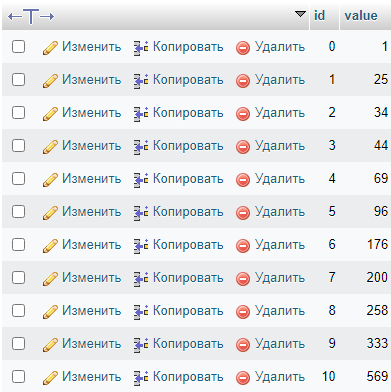 id value
Изменить Копировать Удалить 0 1
Изменить Копировать Удалить 1 25
Изменить Копировать Удалить 2 34
Изменить Копировать Удалить 3 44
Изменить Копировать Удалить 4 69
Изменить Копировать Удалить 5 96
Изменить Копировать Удалить 6 176
Изменить Копировать Удалить 7 200
Изменить Копировать Удалить 8 258
Изменить Копировать Удалить 9 333
Изменить Копировать Удалить 10 569